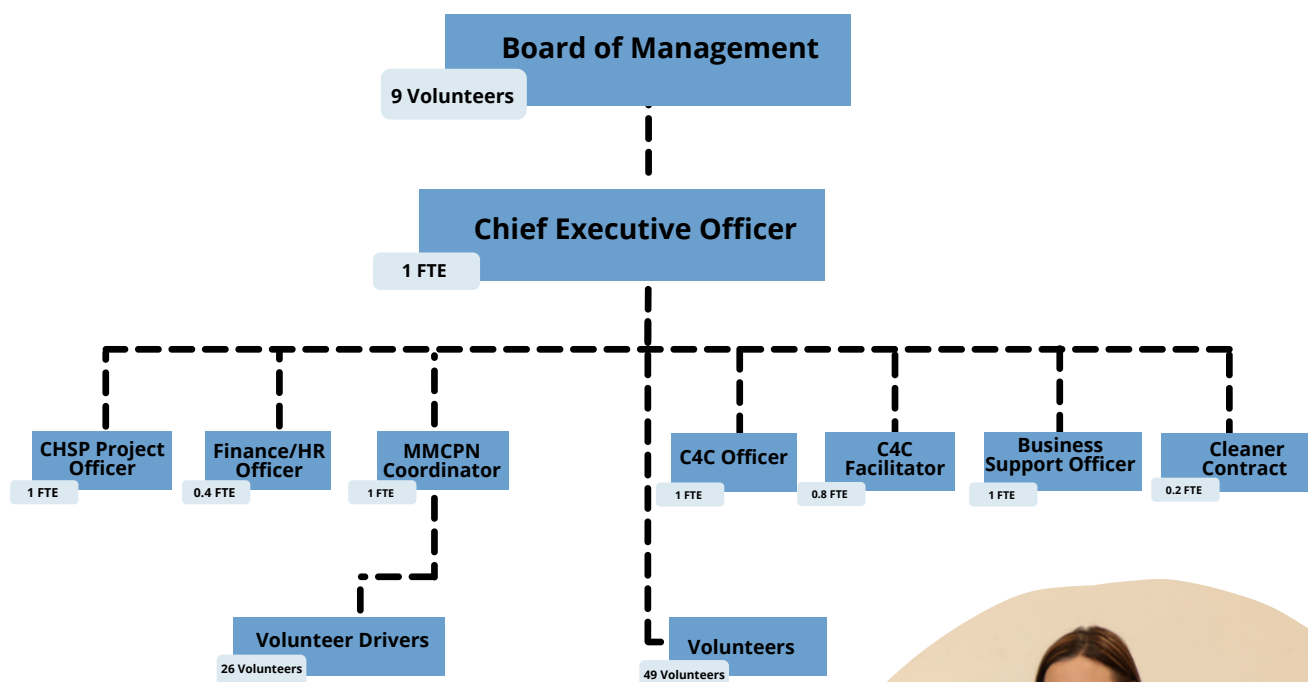 Board of Management
9 Volunteers
Chief Executive Officer
1 FTE
CHSP Project
Officer
1 FTE
Finance/HR
Officer
0.4 FTE
MMCPN
Coordinator
1 FTE
C4C Officer
1 FTE
C4C
Facilitator
0.8 FTE
Business
Support Officer
1 FTE
Cleaner
Contract
0.2 FTE
Volunteer Drivers
26 Volunteers
Volunteers
49 Volunteers